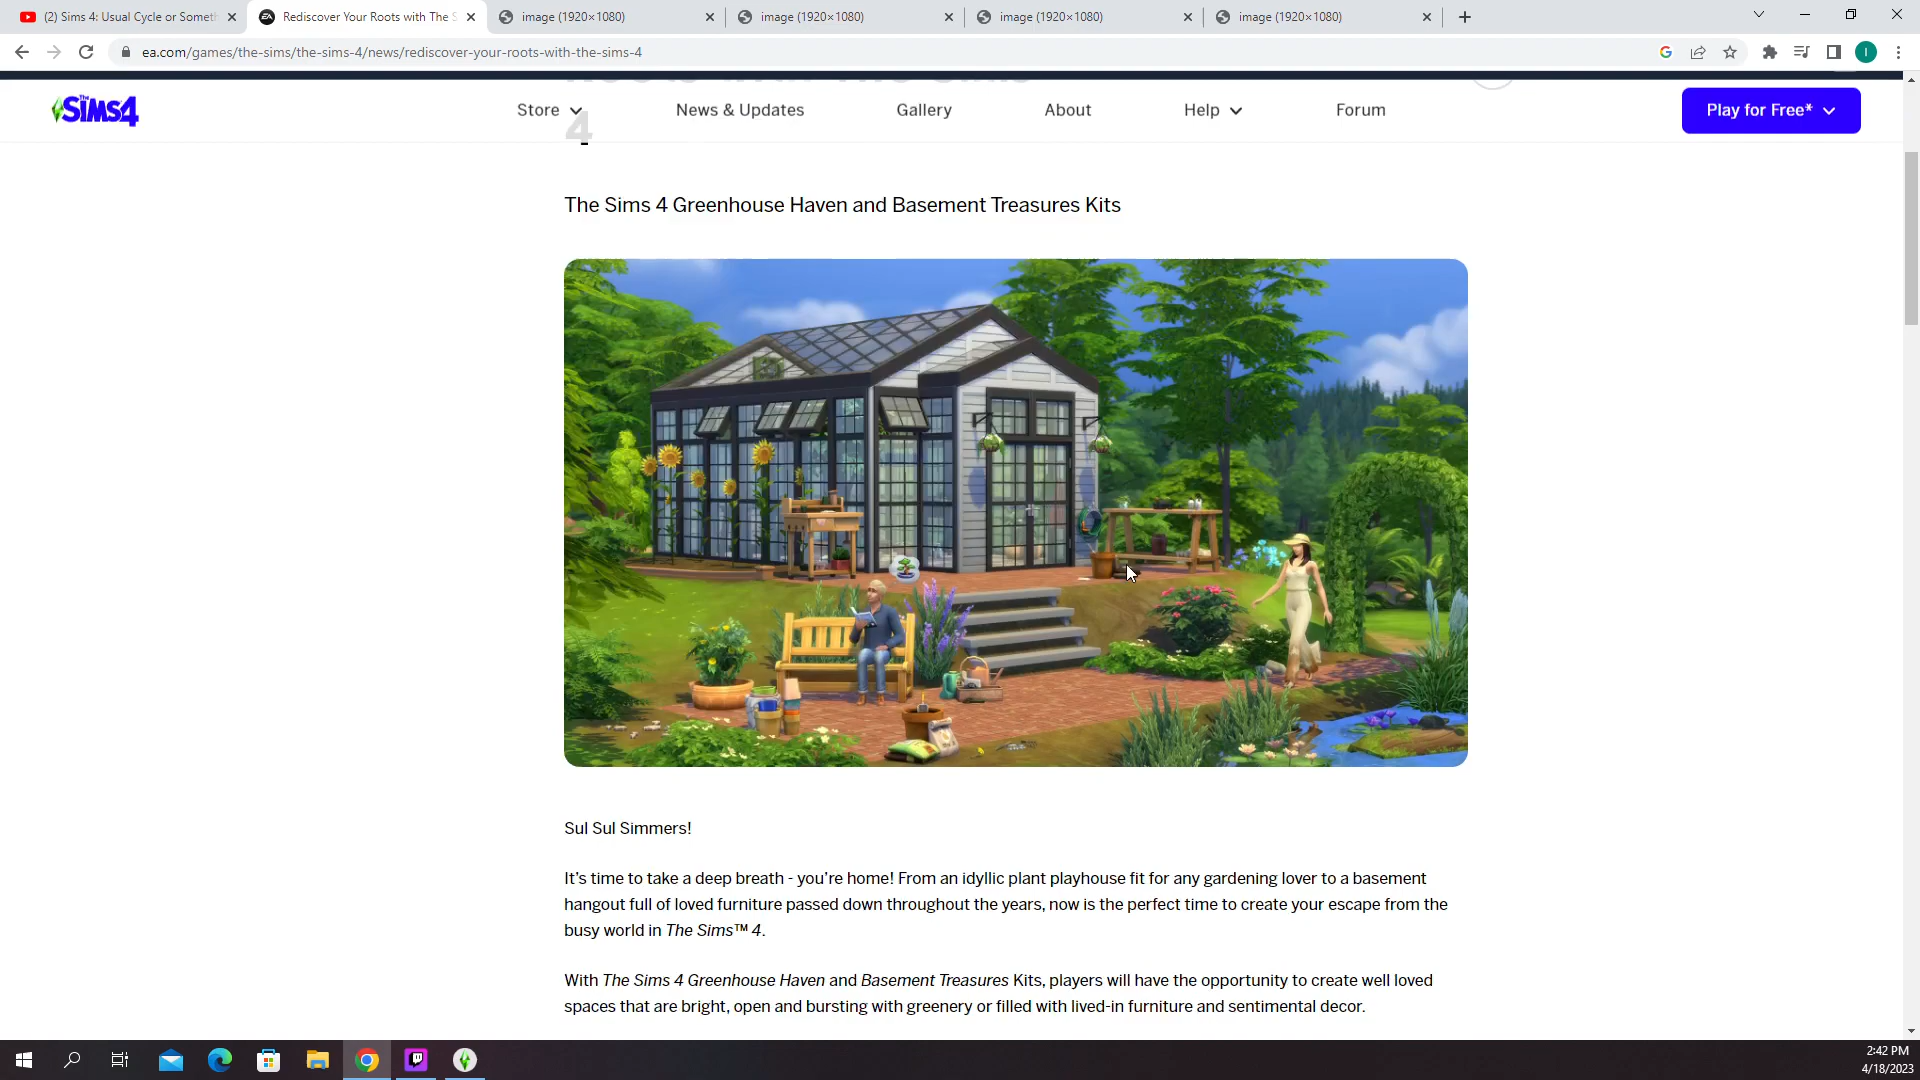 (2) Sims 4: Usual Cycle or Someth
Rediscover Your Roots with The S
image (1920×1080)
image (1920×1080)
image (1920×1080)
image (1920×1080)
ea.com/games/the-sims/the-sims-4/news/rediscover-your-roots-with-the-sims-4
The Sims 4
Store
News & Updates
Gallery
About
Help
Forum
Play for Free*
4
The Sims 4 Greenhouse Haven and Basement Treasures Kits
Sul Sul Simmers!
It's time to take a deep breath - you're home! From an idyllic plant playhouse fit for any gardening lover to a basement
hangout full of loved furniture passed down throughout the years, now is the perfect time to create your escape from the
busy world in The Sims™ 4.
With The Sims 4 Greenhouse Haven and Basement Treasures Kits, players will have the opportunity to create well loved
spaces that are bright, open and bursting with greenery or filled with lived-in furniture and sentimental decor.
2:42 PM
4/18/2023